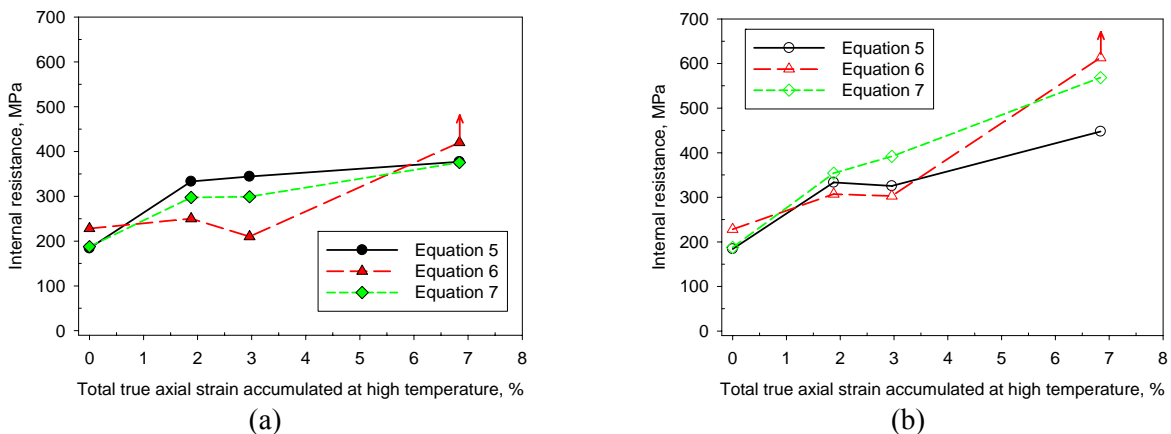 700
600
500
400
300
200
100
0
Internal resistance, MPa
Equation 5
Equation 6
Equation 7
0 1 2 3 4 5 6 7 8
Total true axial strain accumulated at high temperature, %
(a)
700
600
500
400
300
200
100
0
Internal resistance, MPa
Equation 5
Equation 6
Equation 7
0 1 2 3 4 5 6 7 8
Total true axial strain accumulated at high temperature, %
(b)